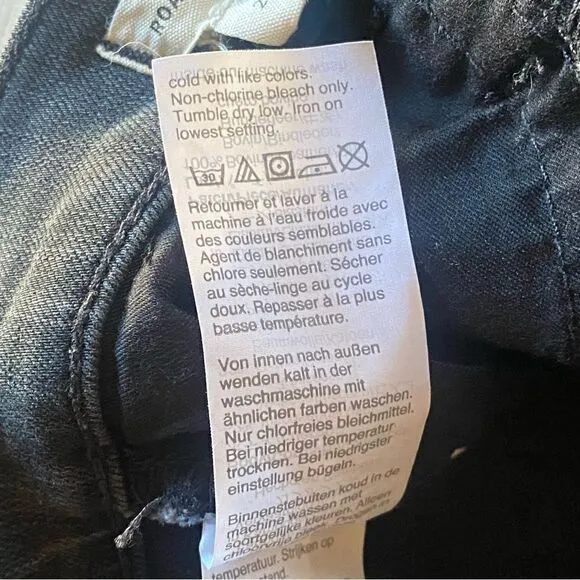 cold with like colors.
Non-chlorine bleach only.
Tumble dry low. Iron on
lowest setting.
30
Retourner et laver à la
machine à l'eau froide avec
des couleurs semblables.
Agent de blanchiment sans
chlore seulement. Sécher
au sèche-linge au cycle
doux. Repasser à la plus
basse température.
Von innen nach außen
wenden kalt in der
waschmaschine mit
ähnlichen farben waschen.
Nur chlorfreies bleichmittel.
Bei niedriger temperatur
trocknen. Bei niedrigster
einstellung bügeln.
Binnenstebuiten koud in de
machine wassen met
soortgelijke kleuren. Alleen
temperatuur. Strijken op